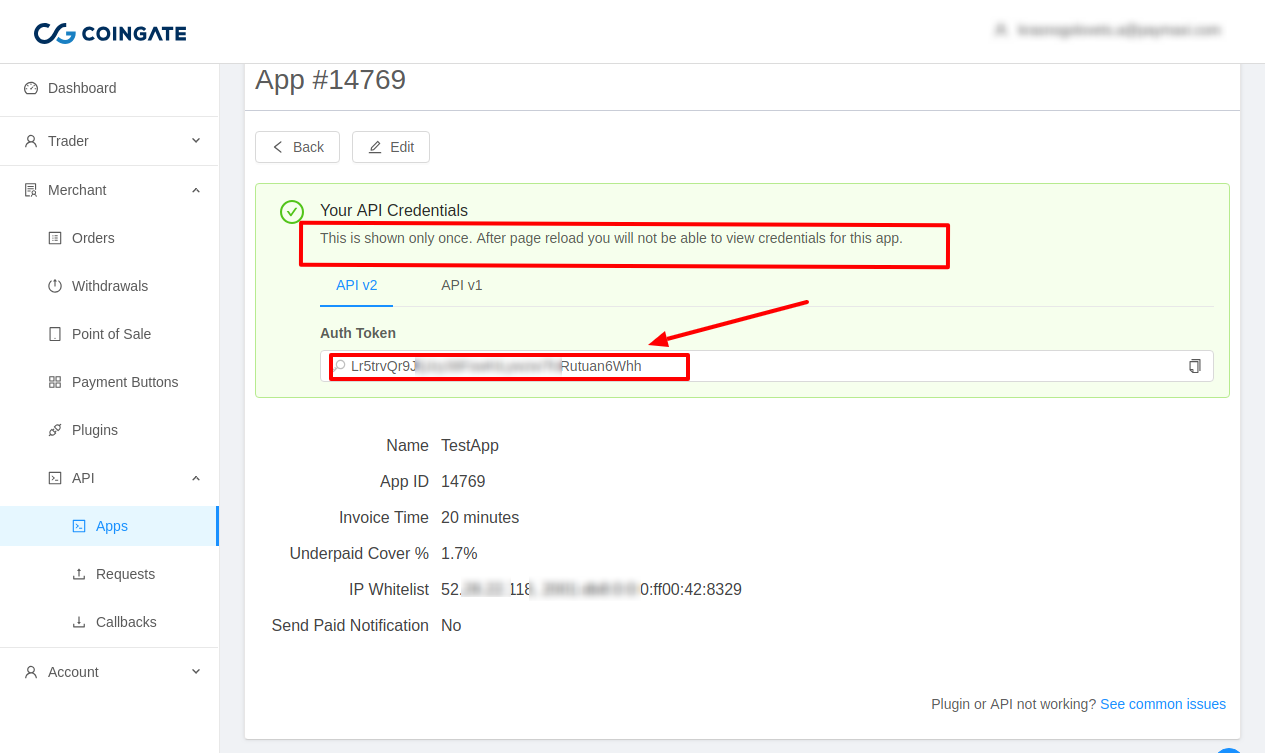 COINGATE
App #14769
Dashboard
Trader
Merchant
Orders
Withdrawals
Point of Sale
Payment Buttons
Plugins
API
Apps
Requests
Callbacks
Account
Back
Edit
Your API Credentials
This is shown only once. After page reload you will not be able to view credentials for this app.
API v2
API v1
Auth Token
Lr5trvQr9J Rutuan6Whh
Name TestApp
App ID 14769
Invoice Time 20 minutes
Underpaid Cover % 1.7%
IP Whitelist 52. 118 0:ff00:42:8329
Send Paid Notification No
Plugin or API not working? See common issues